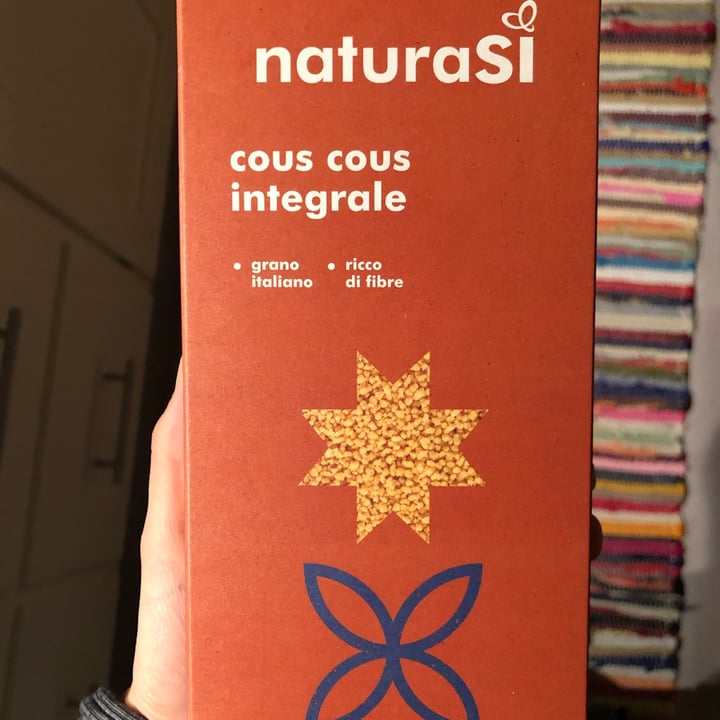 naturaSì
cous cous
integrale
• grano • ricco
italiano di fibre